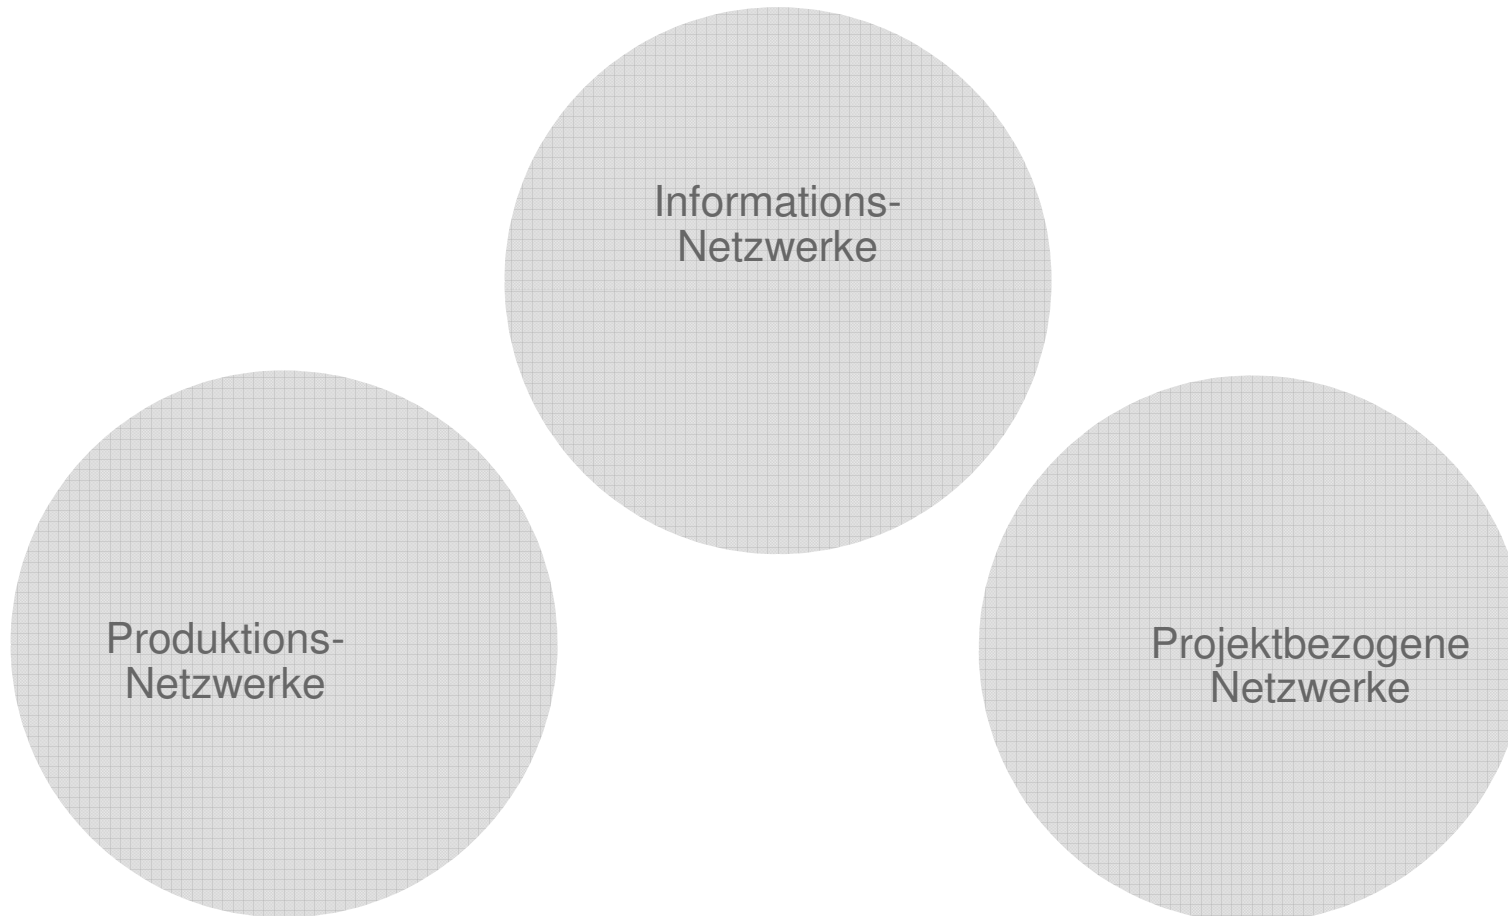 Informations-
Netzwerke
Produktions-
Netzwerke
Projektbezogene
Netzwerke